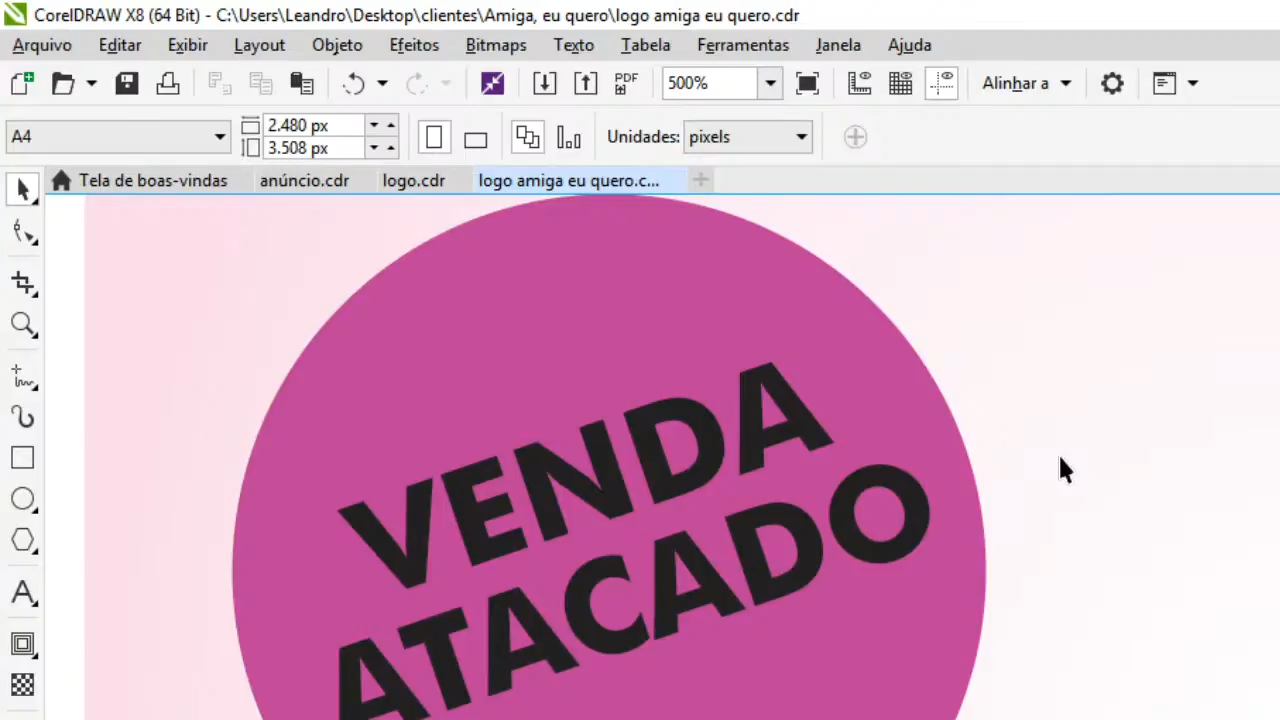 CorelDRAW X8 (64 Bit) - C:\Users\Leandro\Desktop\clientes\Amiga, eu quero\logo amiga eu quero.cdr
Arquivo Editar Exibir Layout Objeto Efeitos Bitmaps Texto Tabela Ferramentas Janela Ajuda
PDF 500% Alinhar a
A4 2.480 px 3.508 px Unidades: pixels
Tela de boas-vindas anúncio.cdr logo.cdr logo amiga eu quero.c...
VENDA
ATACADO